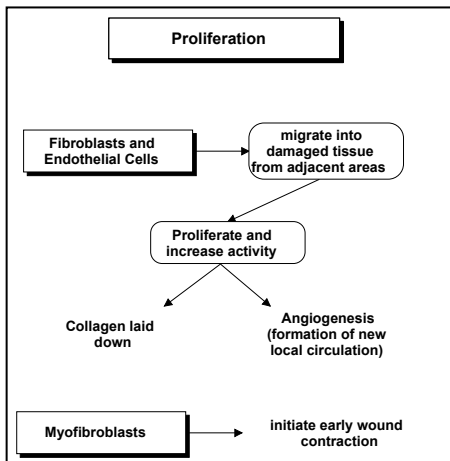 Proliferation
Fibroblasts and
Endothelial Cells
migrate into
damaged tissue
from adjacent areas
Proliferate and
increase activity
Collagen laid
down
Angiogenesis
(formation of new
local circulation)
Myofibroblasts
initiate early wound
contraction